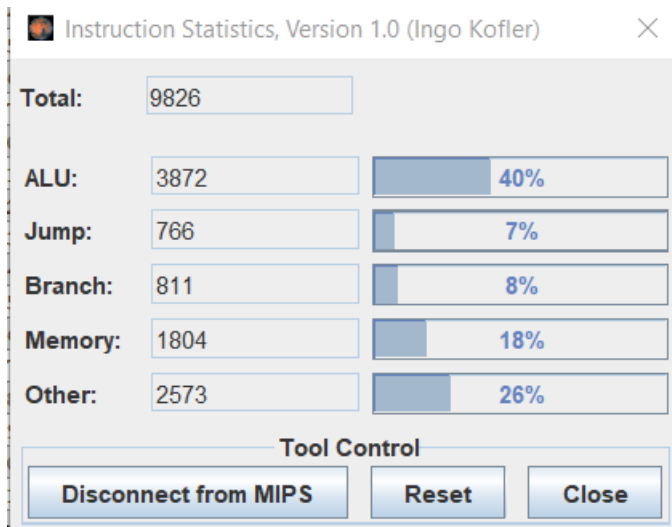 Instruction Statistics, Version 1.0 (Ingo Kofler)
Total: 9826
ALU: 3872 40%
Jump: 766 7%
Branch: 811 8%
Memory: 1804 18%
Other: 2573 26%
Tool Control
Disconnect from MIPS Reset Close